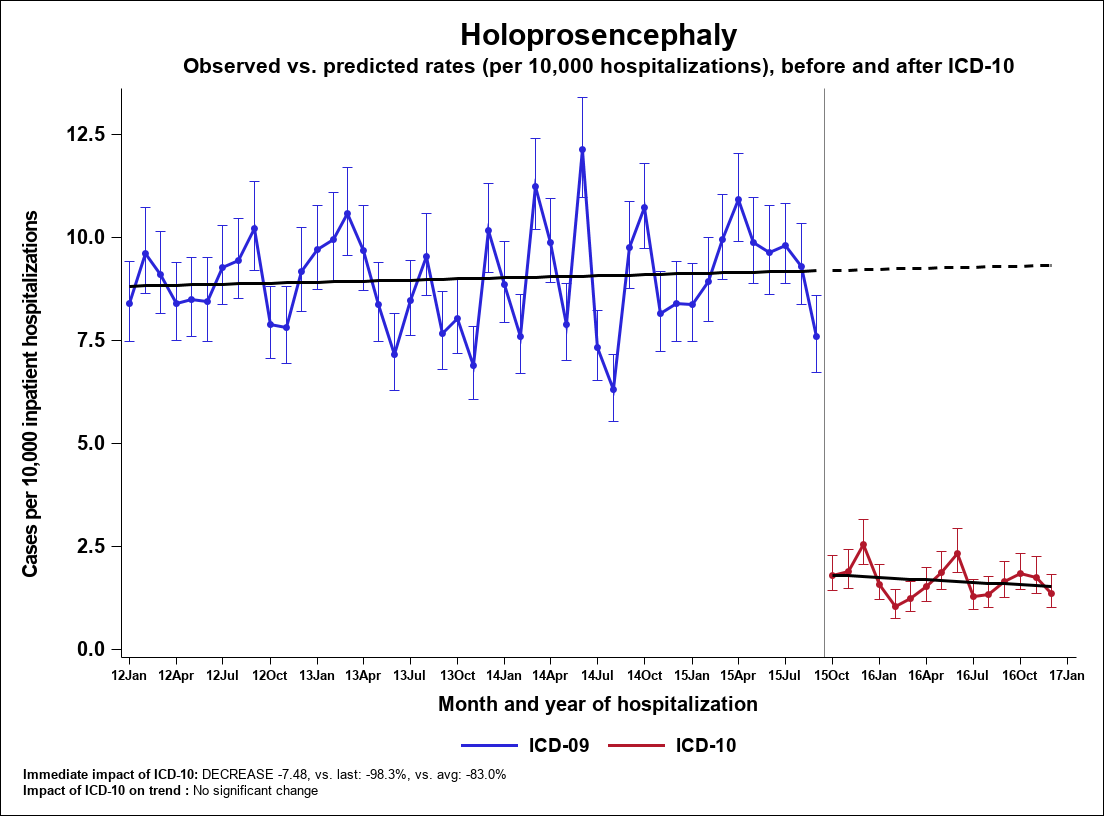 Holoprosencephaly
Observed vs. predicted rates (per 10,000 hospitalizations), before and after ICD-10
Cases per 10,000 inpatient hospitalizations
12.5
10.0
7.5
5.0
2.5
0.0
12Jan 12Apr 12Jul 12Oct 13Jan 13Apr 13Jul 13Oct 14Jan 14Apr 14Jul 14Oct 15Jan 15Apr 15Jul 15Oct 16Jan 16Apr 16Jul 16Oct 17Jan
Month and year of hospitalization
ICD-09 ICD-10
Immediate impact of ICD-10: DECREASE -7.48, vs. last: -98.3%, vs. avg: -83.0%
Impact of ICD-10 on trend : No significant change